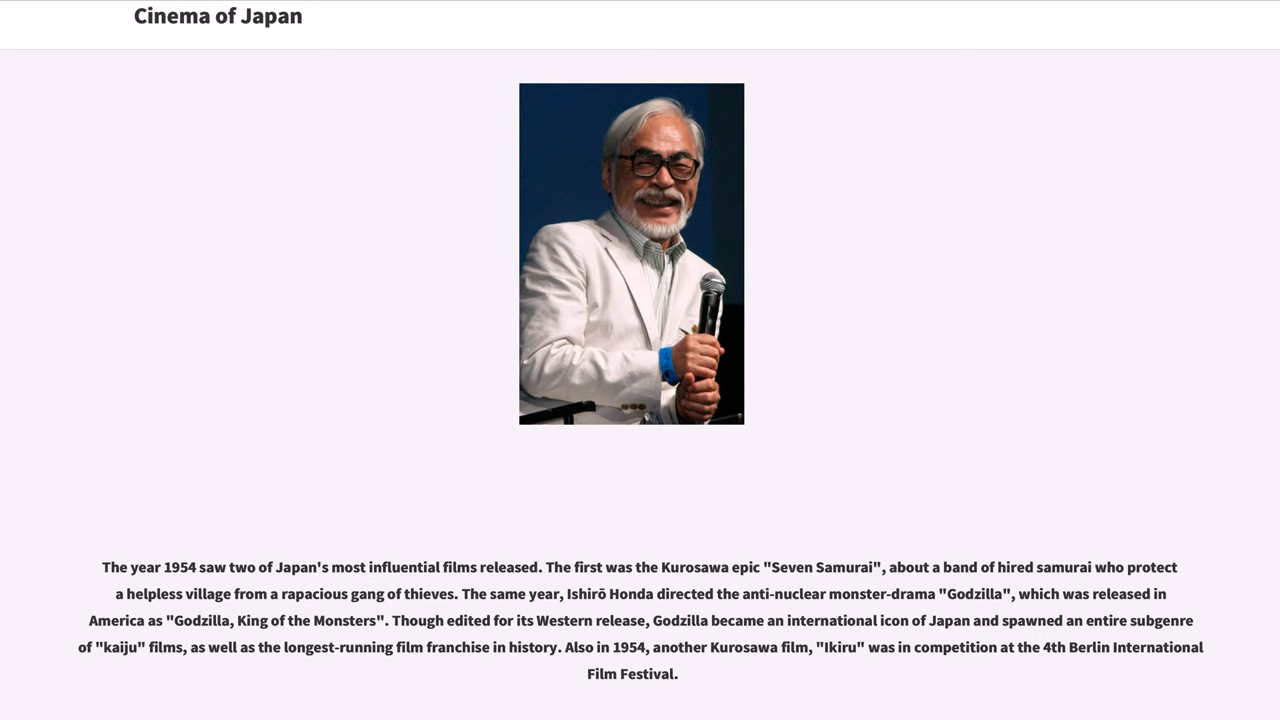 Cinema of Japan
The year 1954 saw two of Japan's most influential films released. The first was the Kurosawa epic "Seven Samurai", about a band of hired samurai who protect
a helpless village from a rapacious gang of thieves. The same year, Ishirō Honda directed the anti-nuclear monster-drama "Godzilla", which was released in
America as "Godzilla, King of the Monsters". Though edited for its Western release, Godzilla became an international icon of Japan and spawned an entire subgenre
of "kaiju" films, as well as the longest-running film franchise in history. Also in 1954, another Kurosawa film, "Ikiru" was in competition at the 4th Berlin International
Film Festival.